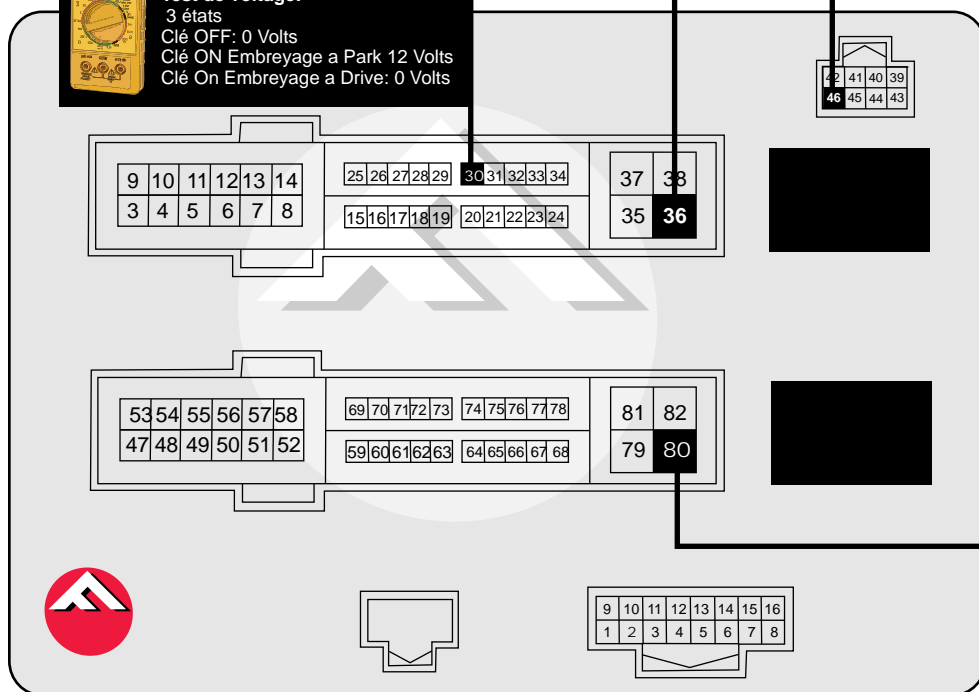 3 états
Clé OFF: 0 Volts
Clé ON Embreyage a Park 12 Volts
Clé On Embreyage a Drive: 0 Volts
42 41 40 39
46 45 44 43
9 10 11 12 13 14
3 4 5 6 7 8
25 26 27 28 29 30 31 32 33 34
15 16 17 18 19 20 21 22 23 24
37 38
35 36
53 54 55 56 57 58
47 48 49 50 51 52
69 70 71 72 73 74 75 76 77 78
59 60 61 62 63 64 65 66 67 68
81 82
79 80
9 10 11 12 13 14 15 16
1 2 3 4 5 6 7 8